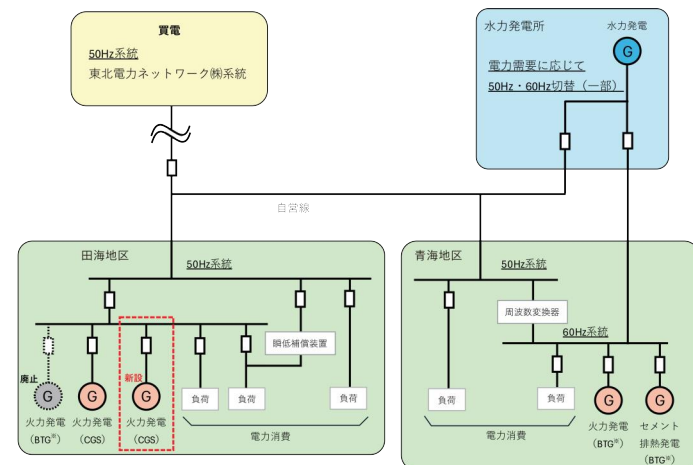 買電
50Hz系統
東北電力ネットワーク㈱系統
水力発電所
水力発電
G
電力需要に応じて
50Hz・60Hz切替（一部）
自営線
田海地区
50Hz系統
瞬低補償装置
廃止
新設
G
G
G
負荷
負荷
負荷
火力発電
（BTG※）
火力発電
（CGS）
火力発電
（CGS）
電力消費
青海地区
50Hz系統
周波数変換器
60Hz系統
負荷
負荷
G
G
電力消費
火力発電
（BTG※）
セメント
排熱発電
（BTG※）